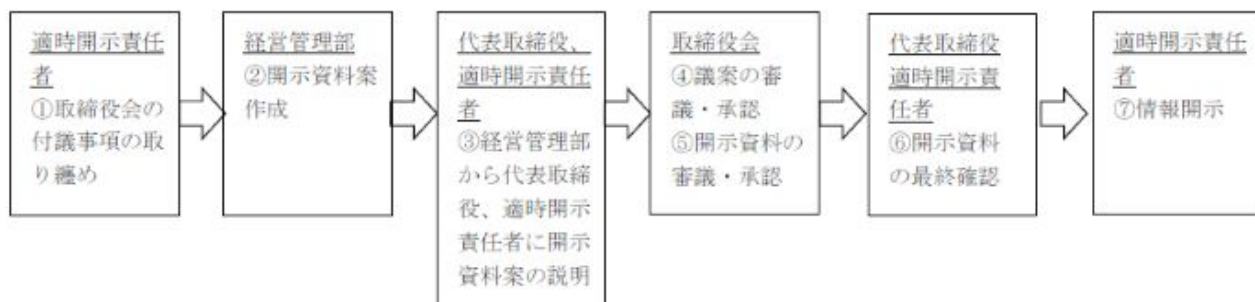 適時開示責任
者
①取締役会の
付議事項の取
り纏め
経営管理部
②開示資料案
作成
代表取締役、
適時開示責任
者
③経営管理部
から代表取締
役、適時開示
責任者に開示
資料案の説明
取締役会
④議案の審
議・承認
⑤開示資料の
審議・承認
代表取締役
適時開示責
任者
⑥開示資料
の最終確認
適時開示責任
者
⑦情報開示